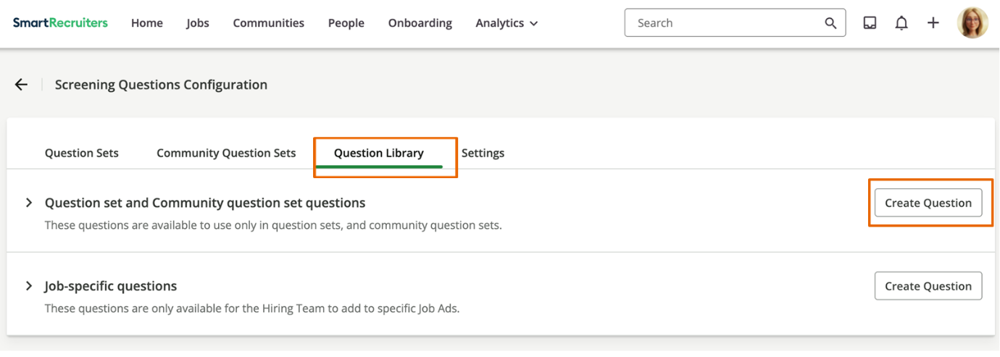 SmartRecruiters Home Jobs Communities People Onboarding Analytics Search
Screening Questions Configuration
Question Sets Community Question Sets Question Library Settings
Question set and Community question set questions Create Question
These questions are available to use only in question sets, and community question sets.
Job-specific questions Create Question
These questions are only available for the Hiring Team to add to specific Job Ads.